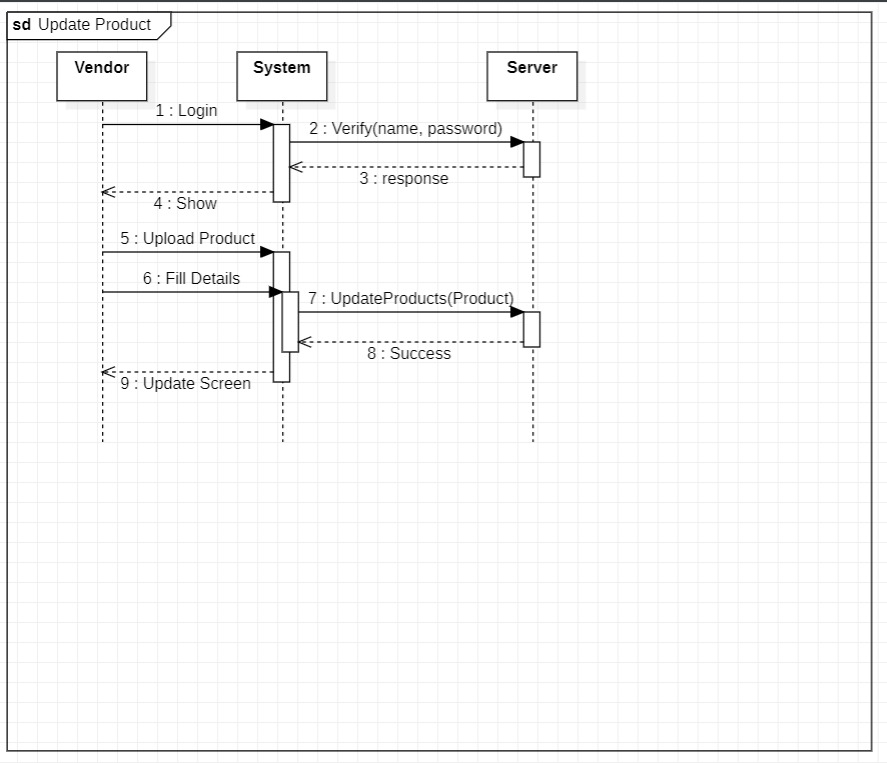 sd Update Product
Vendor
System
Server
1 : Login
2 : Verify(name, password)
3 : response
4 : Show
5 : Upload Product
6 : Fill Details
7 : UpdateProducts(Product)
8 : Success
9 : Update Screen